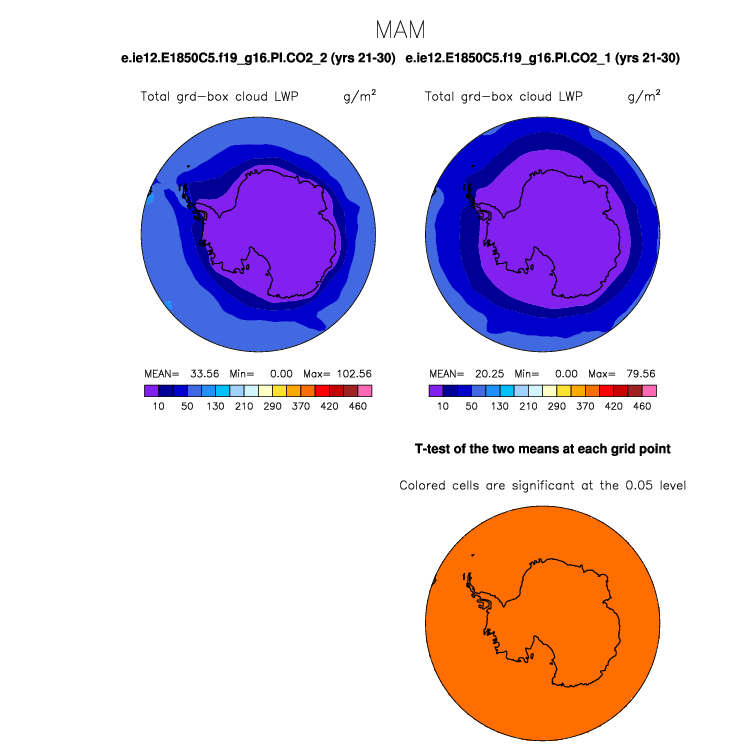 MAM
e.ie12.E1850C5.f19_g16.PI.CO2_2 (yrs 21-30) e.ie12.E1850C5.f19_g16.PI.CO2_1 (yrs 21-30)
Total grd-box cloud LWP g/m² Total grd-box cloud LWP g/m²
MEAN= 33.56 Min= 0.00 Max= 102.56 MEAN= 20.25 Min= 0.00 Max= 79.56
10 50 130 210 290 370 420 460 10 50 130 210 290 370 420 460
T-test of the two means at each grid point
Colored cells are significant at the 0.05 level